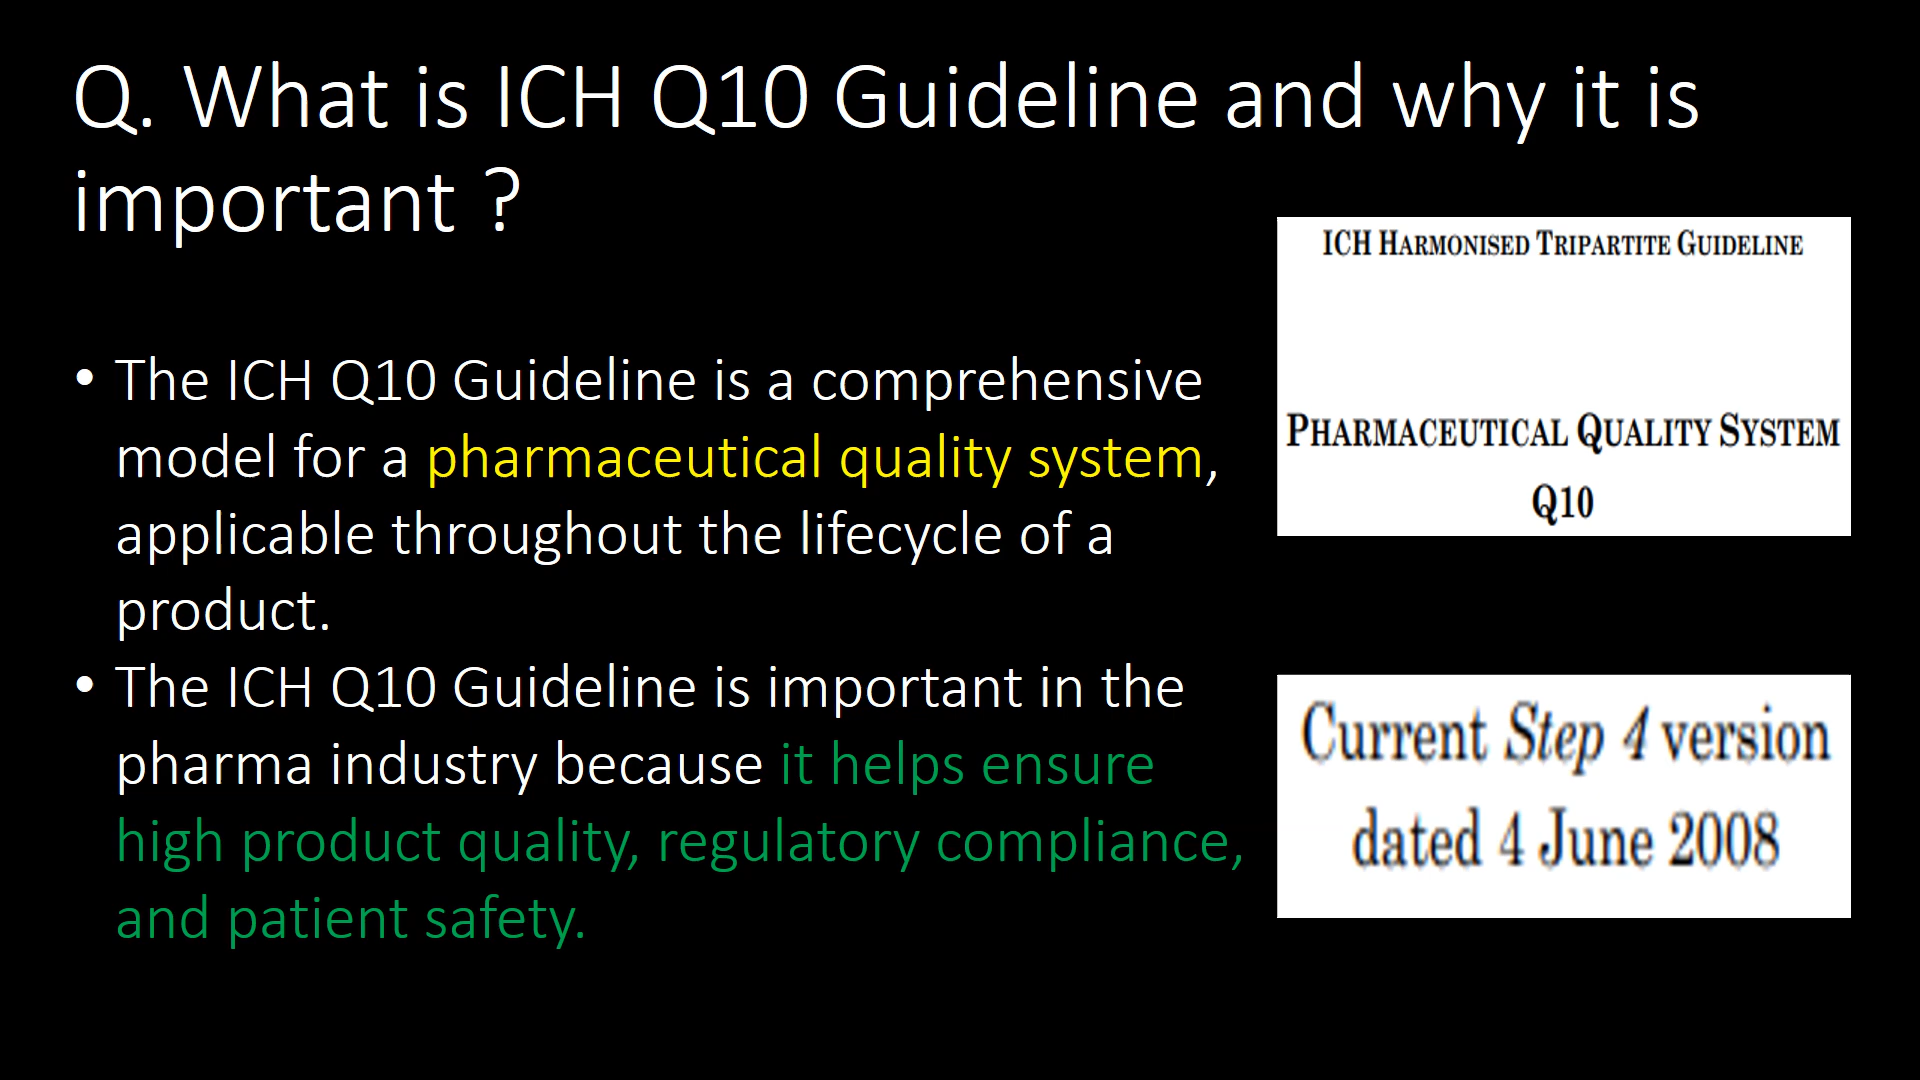 Q. What is ICH Q10 Guideline and why it is
important ?
• The ICH Q10 Guideline is a comprehensive
model for a pharmaceutical quality system,
applicable throughout the lifecycle of a
product.
• The ICH Q10 Guideline is important in the
pharma industry because it helps ensure
high product quality, regulatory compliance,
and patient safety.
ICH HARMONISED TRIPARTITE GUIDELINE
PHARMACEUTICAL QUALITY SYSTEM
Q10
Current Step 4 version
dated 4 June 2008